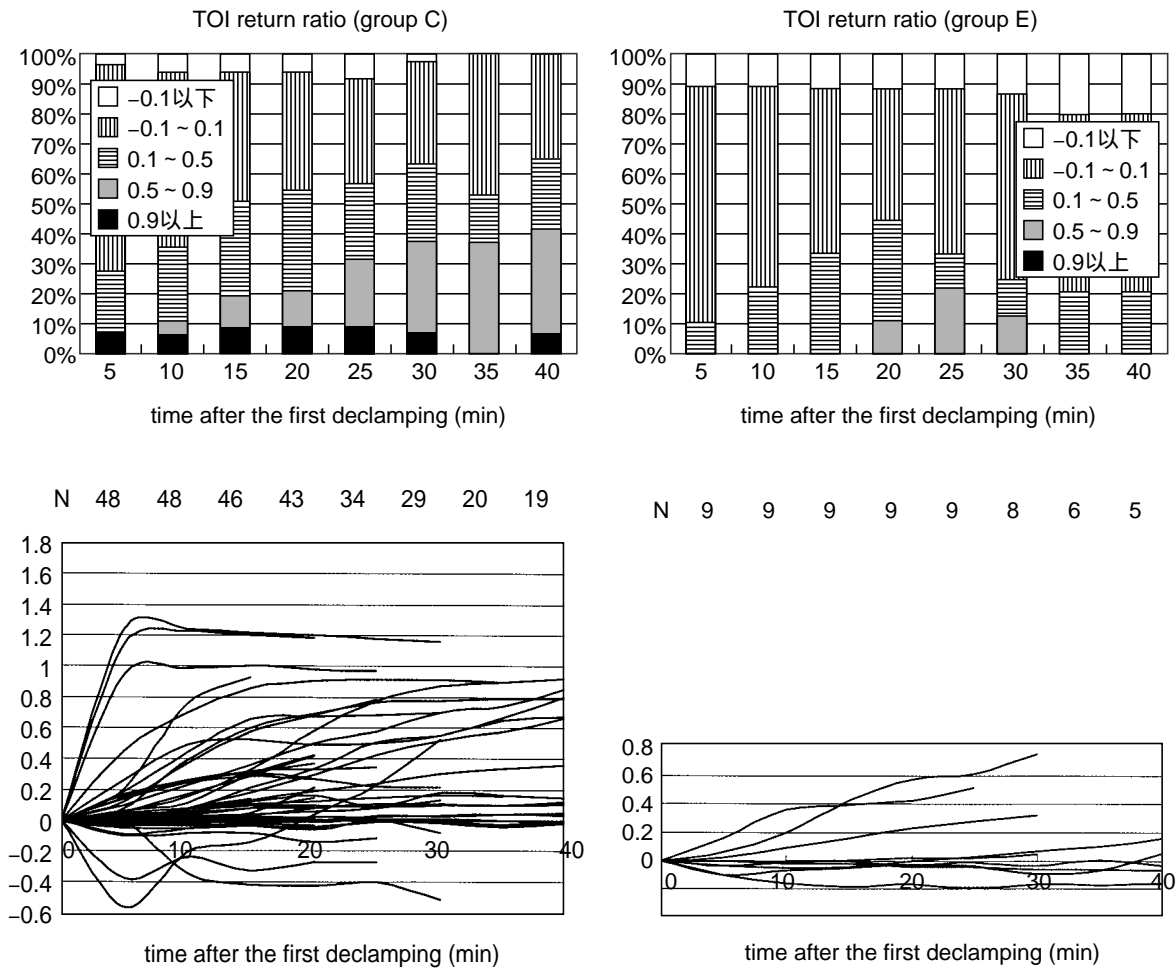 TOI return ratio (group C)
100%
90%
80%
70%
60%
50%
40%
30%
20%
10%
0%
−0.1以下
−0.1 ~ 0.1
0.1 ~ 0.5
0.5 ~ 0.9
0.9以上
5 10 15 20 25 30 35 40
time after the first declamping (min)
TOI return ratio (group E)
100%
90%
80%
70%
60%
50%
40%
30%
20%
10%
0%
−0.1以下
−0.1 ~ 0.1
0.1 ~ 0.5
0.5 ~ 0.9
0.9以上
5 10 15 20 25 30 35 40
time after the first declamping (min)
N 48 48 46 43 34 29 20 19
1.8
1.6
1.4
1.2
1
0.8
0.6
0.4
0.2
0
−0.2
−0.4
−0.6
0 10 20 30 40
time after the first declamping (min)
N 9 9 9 9 9 8 6 5
0.8
0.6
0.4
0.2
0
0 10 20 30 40
time after the first declamping (min)